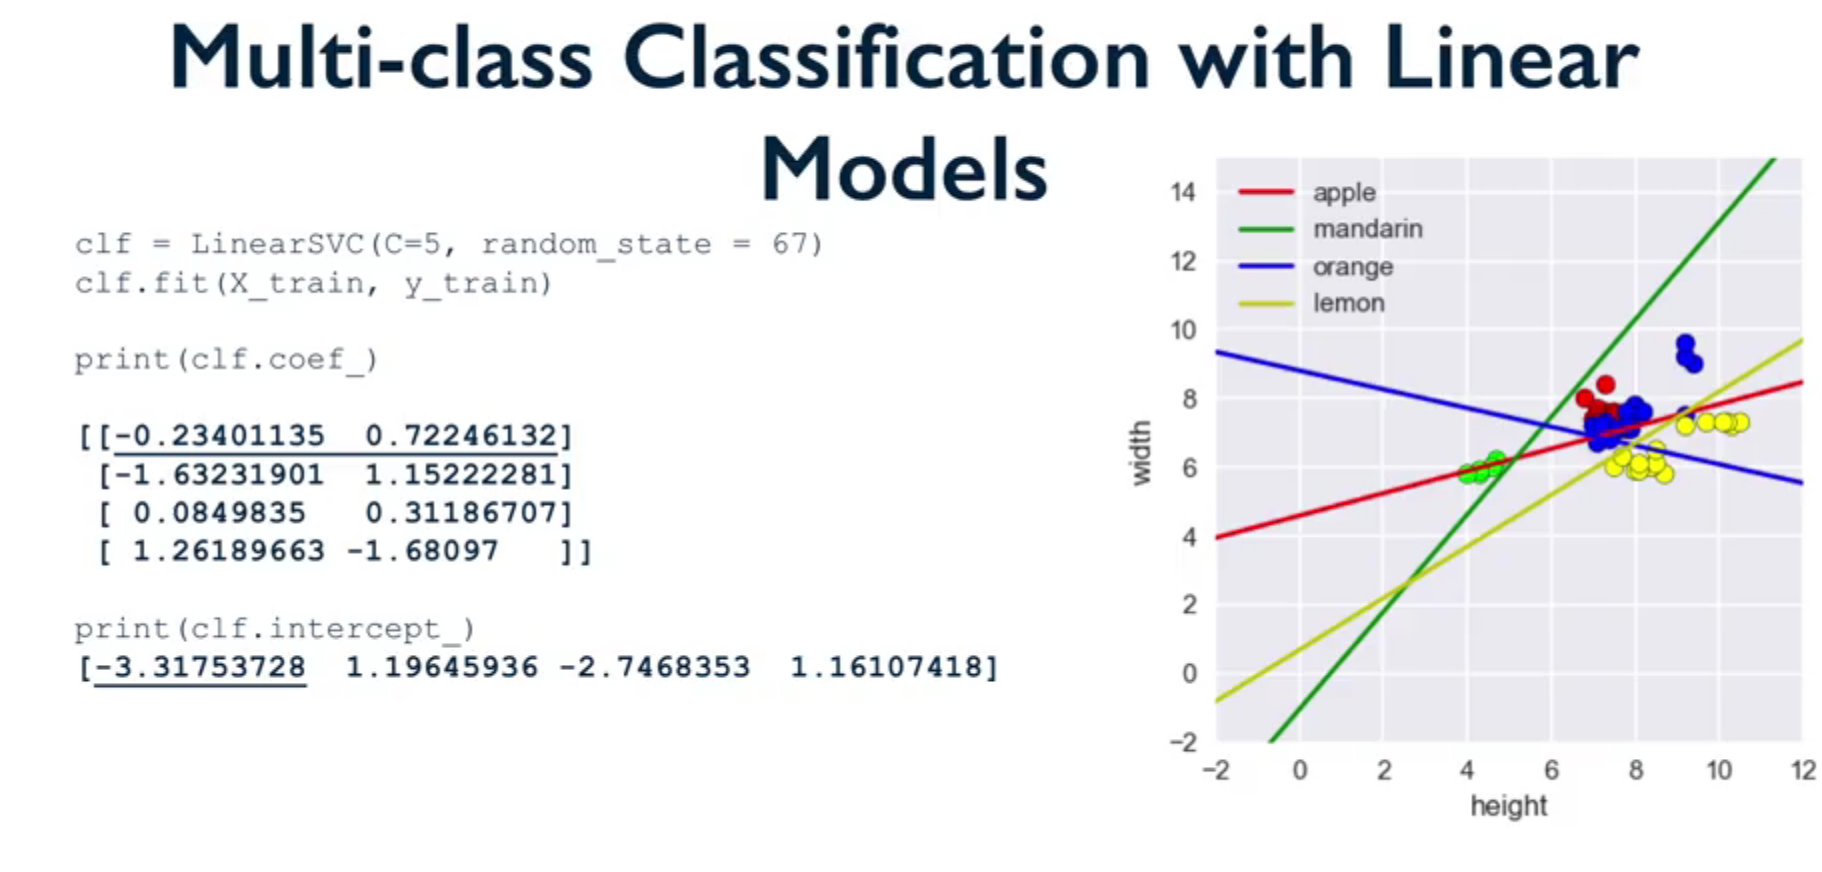 Multi-class Classification with Linear
Models
clf = LinearSVC(C=5, random_state = 67)
clf.fit(X_train, y_train)
print(clf.coef_)
[[-0.23401135  0.72246132]
[-1.63231901  1.15222281]
[ 0.0849835   0.31186707]
[ 1.26189663 -1.68097   ]]
print(clf.intercept_)
[-3.31753728  1.19645936 -2.7468353  1.16107418]
apple
mandarin
orange
lemon
14
12
10
8
6
4
2
0
−2
width
−2 0 2 4 6 8 10 12
height